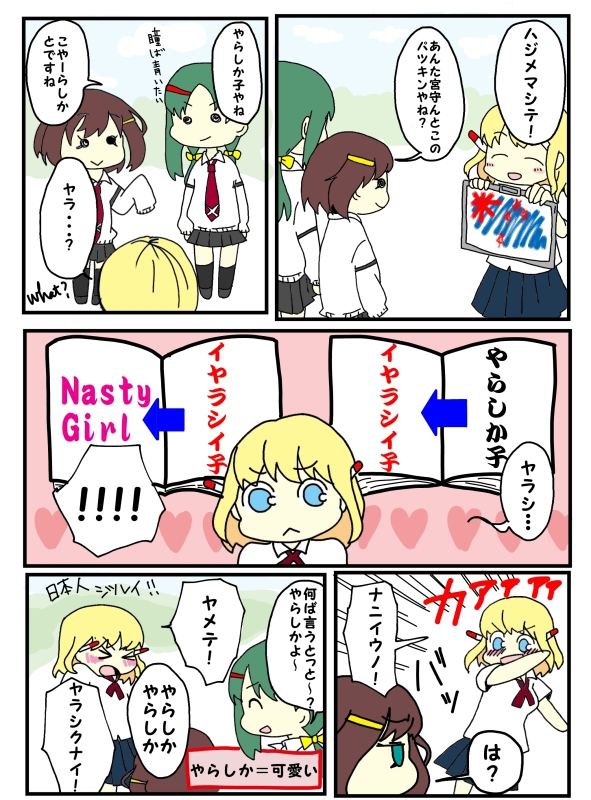 ハジメマシテ!
あんた宮守んとこの
パツキンやね?
やらしか子やね
瞳ば青いたい
こやーらしか
とですね
ヤラ・・・?
what?
ヤラシ…
やらしか子
イヤラシイ子
イヤラシイ子
Nasty
Girl
!!!!
カァァァァァ
バッ
ナニイウノ!
は?
何ば言うとっと〜?
やらしかよ〜
ヤメテ!
日本人シツレイ!!
やらしか
やらしか
ヤラシクナイ!
やらしか=可愛い